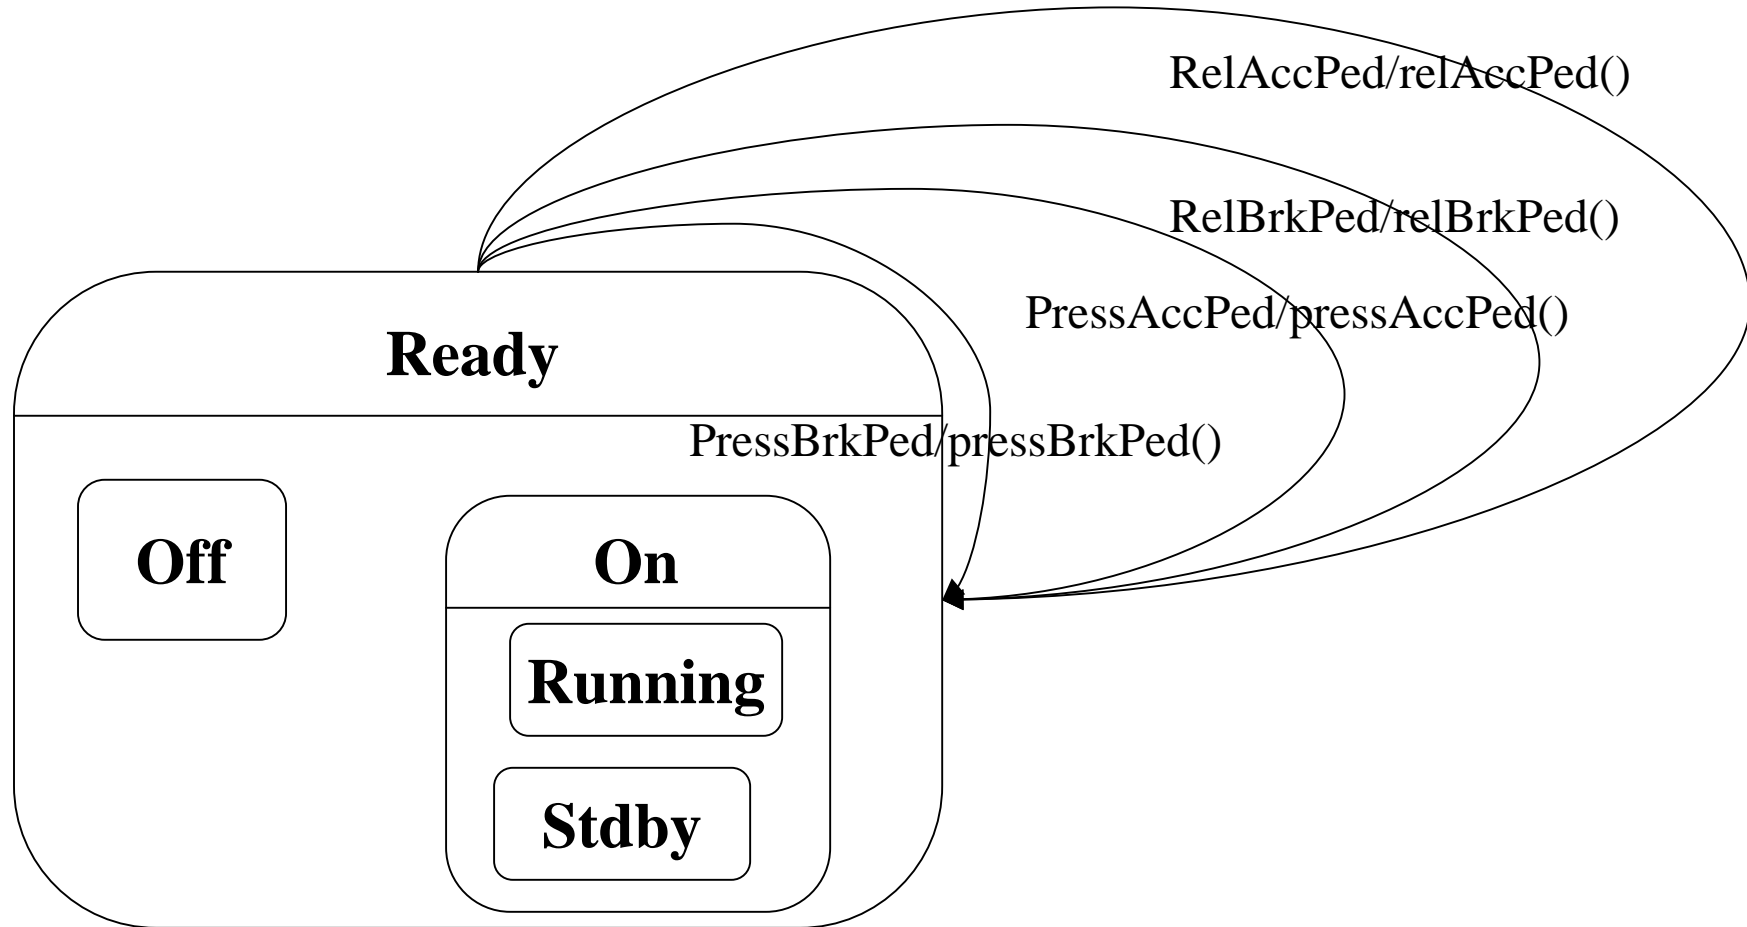 RelAccPed/relAccPed()
RelBrkPed/relBrkPed()
PressAccPed/pressAccPed()
Ready
PressBrkPed/pressBrkPed()
Off
On
Running
Stdby